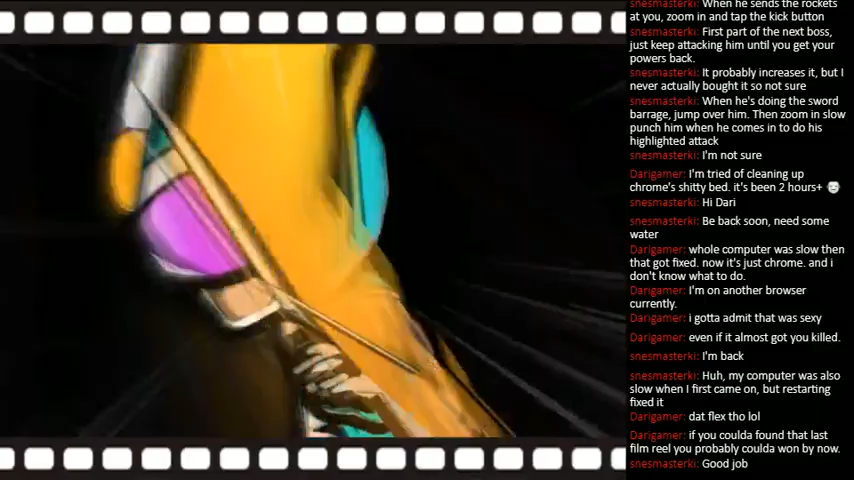 snesmasterki: When he sends the rockets
at you, zoom in and tap the kick button
snesmasterki: First part of the next boss,
just keep attacking him until you get your
powers back.
snesmasterki: It probably increases it, but I
never actually bought it so not sure
snesmasterki: When he's doing the sword
barrage, jump over him. Then zoom in slow
punch him when he comes in to do his
highlighted attack
snesmasterki: I'm not sure
Darigamer: I'm tried of cleaning up
chrome's shitty bed. it's been 2 hours+
snesmasterki: Hi Dari
snesmasterki: Be back soon, need some
water
Darigamer: whole computer was slow then
that got fixed. now it's just chrome. and i
don't know what to do.
Darigamer: I'm on another browser
currently.
Darigamer: i gotta admit that was sexy
Darigamer: even if it almost got you killed.
snesmasterki: I'm back
snesmasterki: Huh, my computer was also
slow when I first came on, but restarting
fixed it
Darigamer: dat flex tho lol
Darigamer: if you coulda found that last
film reel you probably coulda won by now.
snesmasterki: Good job